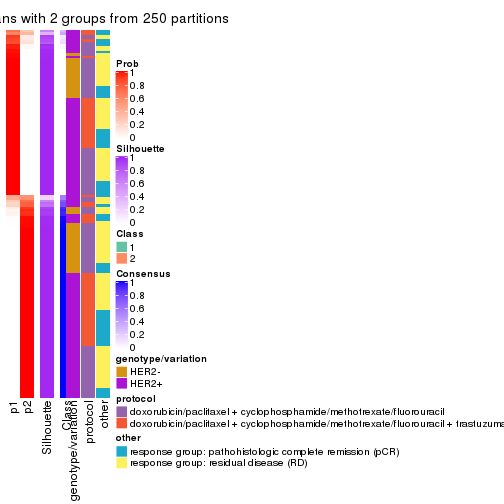 ns with 2 groups from 250 partitions
Prob
1
0.8
0.6
0.4
0.2
0
Silhouette
1
0.8
0.6
0.4
0.2
0
Class
1
2
Consensus
1
0.8
0.6
0.4
0.2
0
genotype/variation
HER2-
HER2+
protocol
doxorubicin/paclitaxel + cyclophosphamide/methotrexate/fluorouracil
doxorubicin/paclitaxel + cyclophosphamide/methotrexate/fluorouracil + trastuzuma
other
response group: pathohistologic complete remission (pCR)
response group: residual disease (RD)
p1
p2
Silhouette
Class
genotype/variation
protocol
other